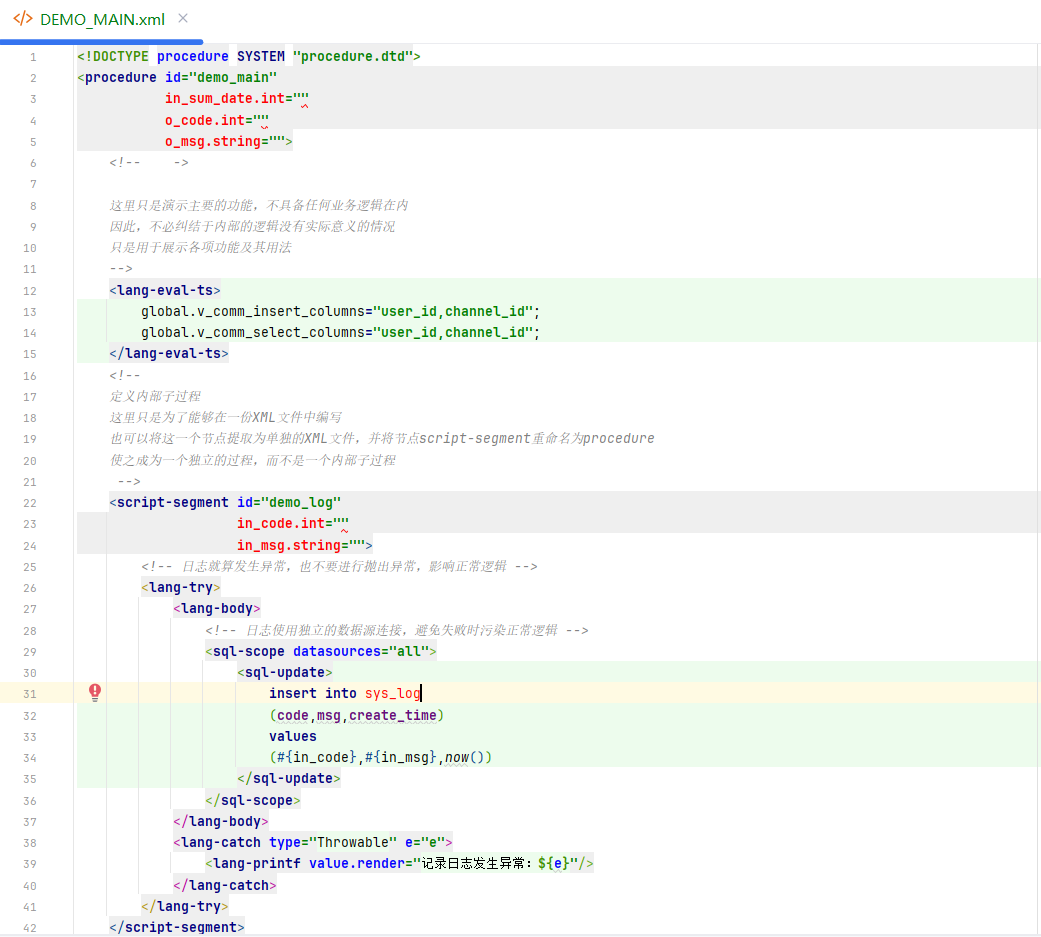 </> DEMO_MAIN.xml ×
1 <!DOCTYPE procedure SYSTEM "procedure.dtd">
2 <procedure id="demo_main"
3 in_sum_date.int=""
4 o_code.int=""
5 o_msg.string="">
6 <!-- ->
7
8 这里只是演示主要的功能，不具备任何业务逻辑在内
9 因此，不必纠结于内部的逻辑没有实际意义的情况
10 只是用于展示各项功能及其用法
11 -->
12 <lang-eval-ts>
13 global.v_comm_insert_columns="user_id,channel_id";
14 global.v_comm_select_columns="user_id,channel_id";
15 </lang-eval-ts>
16 <!--
17 定义内部子过程
18 这里只是为了能够在一份XML文件中编写
19 也可以将这一个节点提取为单独的XML文件，并将节点script-segment重命名为procedure
20 使之成为一个独立的过程，而不是一个内部子过程
21 -->
22 <script-segment id="demo_log"
23 in_code.int=""
24 in_msg.string="">
25 <!-- 日志就算发生异常，也不要进行抛出异常，影响正常逻辑 -->
26 <lang-try>
27 <lang-body>
28 <!-- 日志使用独立的数据源连接，避免失败时污染正常逻辑 -->
29 <sql-scope datasources="all">
30 <sql-update>
31 insert into sys_log
32 (code,msg,create_time)
33 values
34 (#{in_code},#{in_msg},now())
35 </sql-update>
36 </sql-scope>
37 </lang-body>
38 <lang-catch type="Throwable" e="e">
39 <lang-printf value.render="记录日志发生异常：${e}"/>
40 </lang-catch>
41 </lang-try>
42 </script-segment>